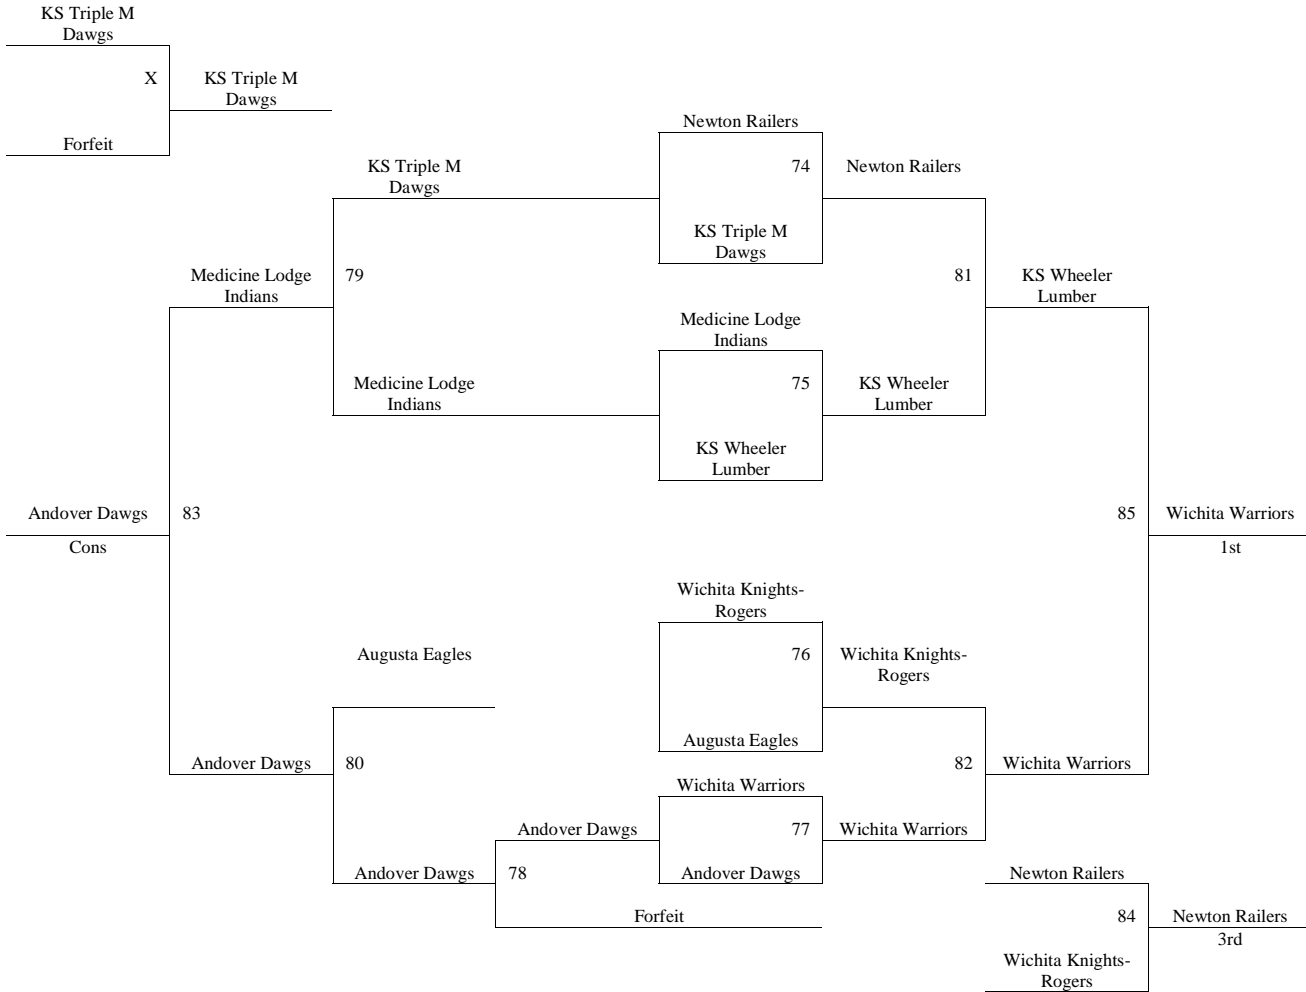 KS Triple M
Dawgs
X
KS Triple M
Dawgs
Forfeit
Newton Railers
KS Triple M
Dawgs
74
Newton Railers
KS Triple M
Dawgs
Medicine Lodge
Indians
79
81
KS Wheeler
Lumber
Medicine Lodge
Indians
Medicine Lodge
Indians
75
KS Wheeler
Lumber
KS Wheeler
Lumber
Andover Dawgs
83
85
Wichita Warriors
Cons
1st
Wichita Knights-
Rogers
Augusta Eagles
76
Wichita Knights-
Rogers
Augusta Eagles
Andover Dawgs
80
82
Wichita Warriors
Wichita Warriors
Andover Dawgs
77
Wichita Warriors
Andover Dawgs
78
Andover Dawgs
Newton Railers
Forfeit
84
Newton Railers
3rd
Wichita Knights-
Rogers